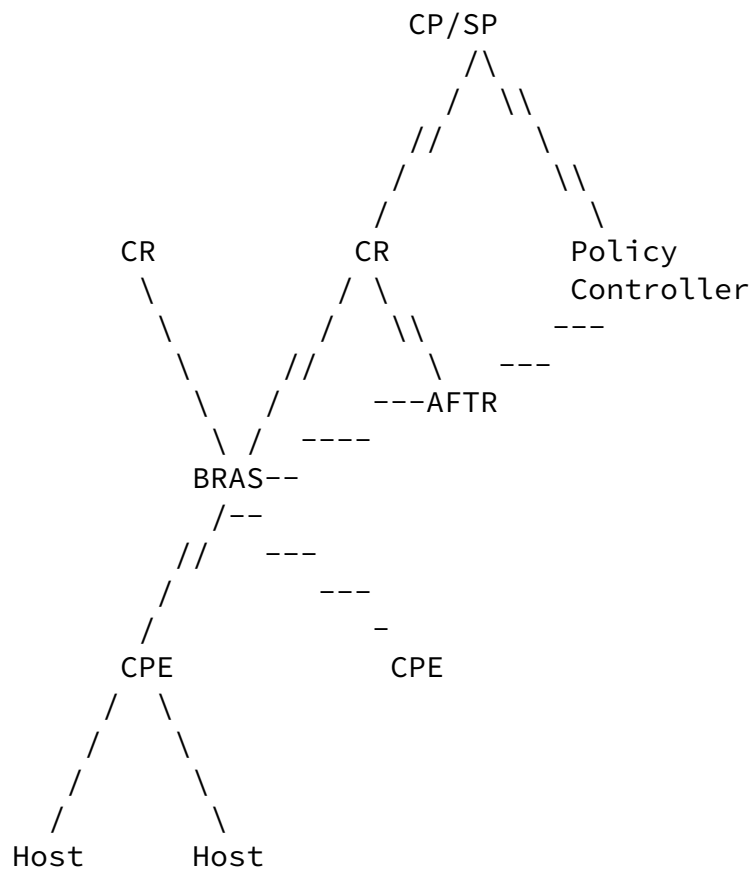 CP/SP
CR CR Policy
Controller
AFTR
BRAS
CPE CPE
Host Host